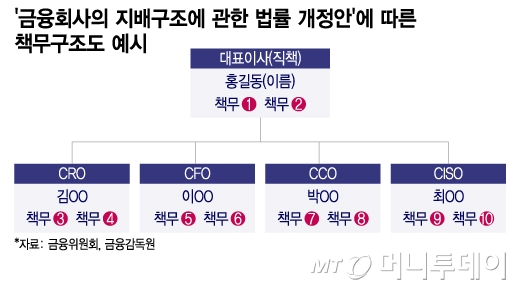 '금융회사의 지배구조에 관한 법률 개정안'에 따른
책무구조도 예시
대표이사(직책)
홍길동(이름)
책무 1 책무 2
CRO
김OO
책무 3 책무 4
CFO
이OO
책무 5 책무 6
CCO
박OO
책무 7 책무 8
CISO
최OO
책무 9 책무 10
*자료: 금융위원회, 금융감독원
MT 머니투데이